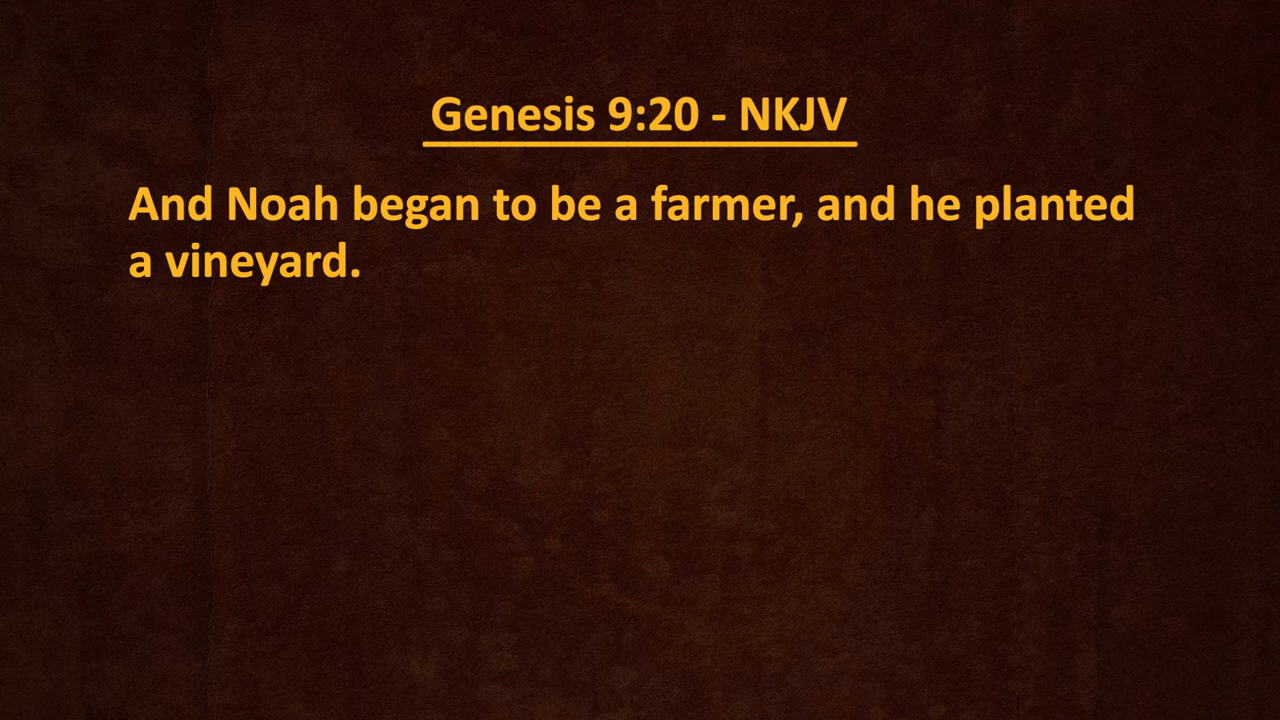 Genesis 9:20 - NKJV
And Noah began to be a farmer, and he planted
a vineyard.